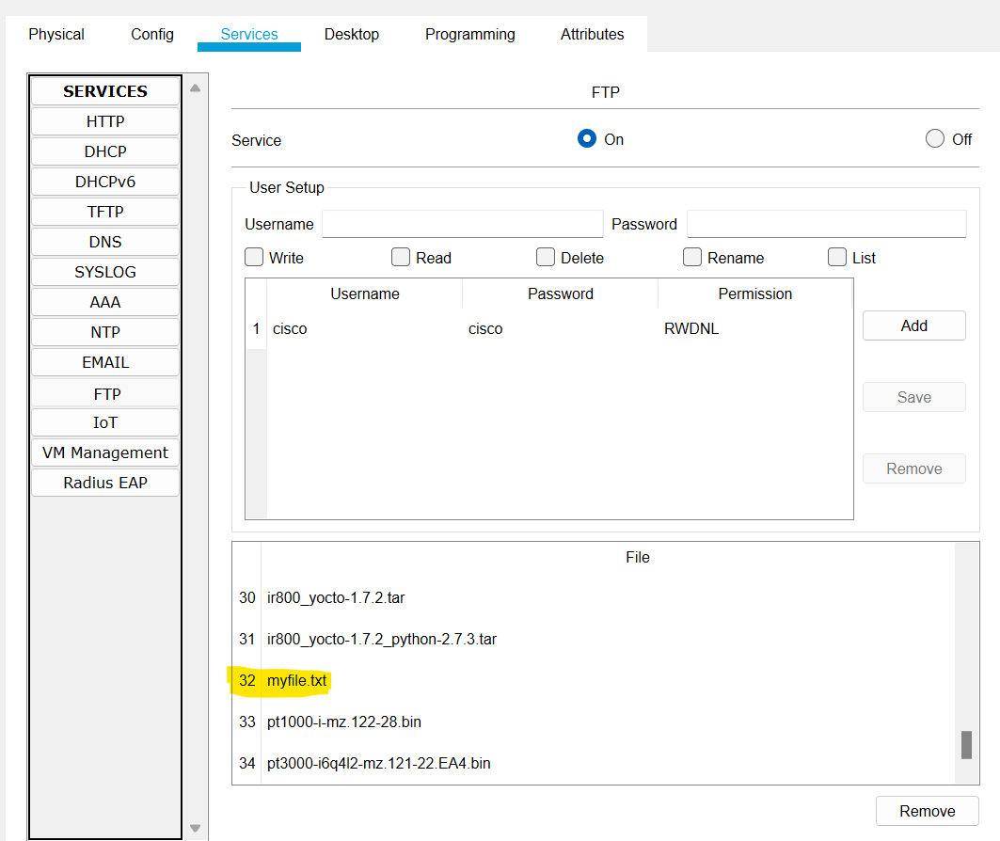 Physical Config Services Desktop Programming Attributes
SERVICES
HTTP
DHCP
DHCPv6
TFTP
DNS
SYSLOG
AAA
NTP
EMAIL
FTP
IoT
VM Management
Radius EAP
FTP
Service On Off
User Setup
Username Password
Write Read Delete Rename List
Username Password Permission
1 cisco cisco RWDNL
Add
Save
Remove
File
30 ir800_yocto-1.7.2.tar
31 ir800_yocto-1.7.2_python-2.7.3.tar
32 myfile.txt
33 pt1000-i-mz.122-28.bin
34 pt3000-i6q4l2-mz.121-22.EA4.bin
Remove